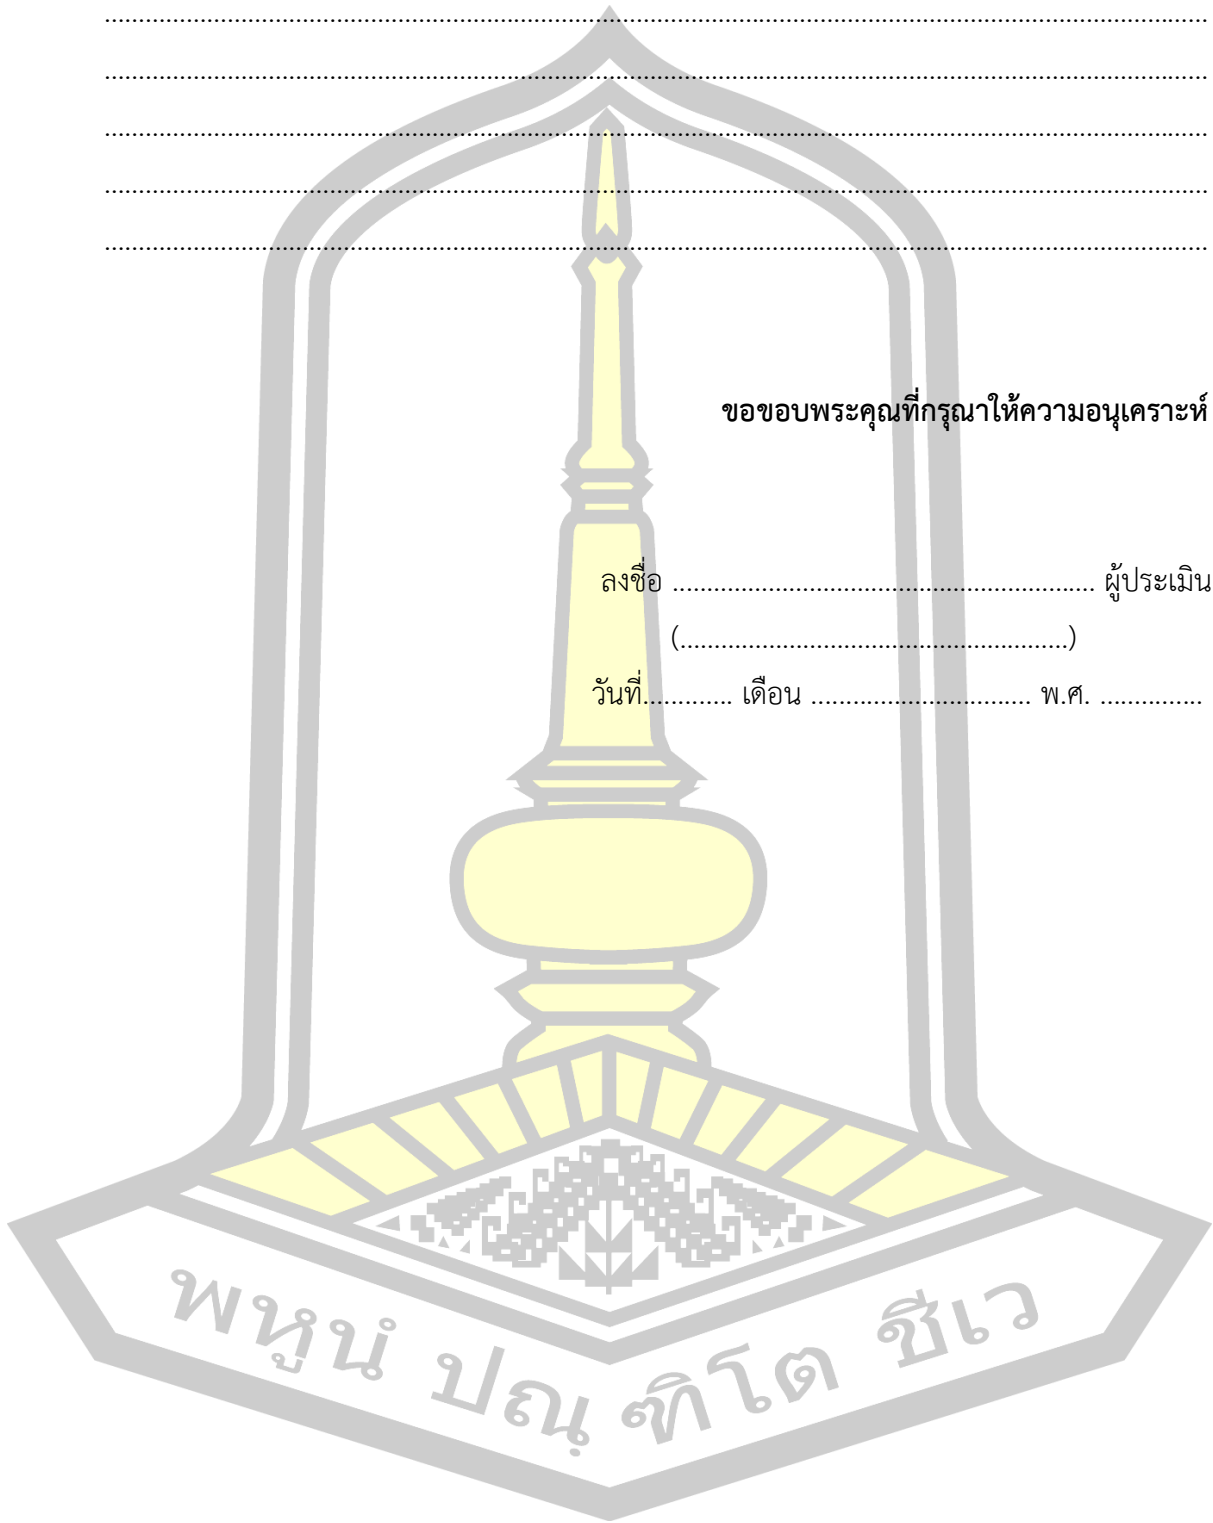 ................................................................................................................................................................
................................................................................................................................................................
................................................................................................................................................................
................................................................................................................................................................
................................................................................................................................................................
ขอขอบพระคุณที่กรุณาให้ความอนุเคราะห์
ลงชื่อ ............................................................. ผู้ประเมิน
(........................................................)
วันที่............. เดือน ................................ พ.ศ. ...............
พหูนํ ปณฺฑิโต ชีเว